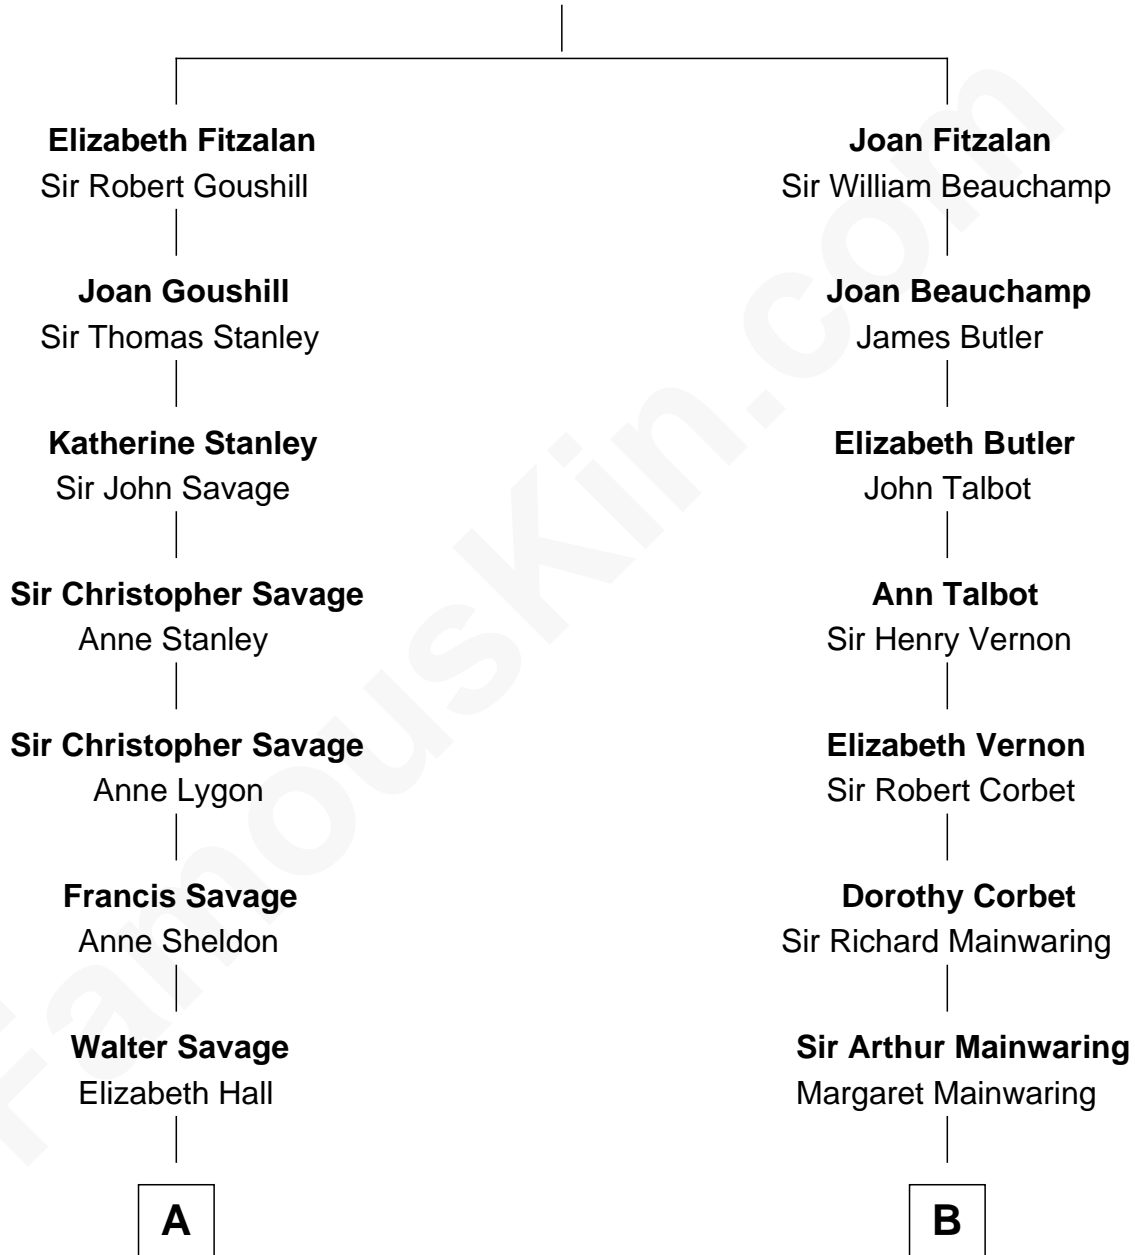 Elizabeth Fitzalan
Sir Robert Goushill
Joan Goushill
Sir Thomas Stanley
Katherine Stanley
Sir John Savage
Sir Christopher Savage
Anne Stanley
Sir Christopher Savage
Anne Lygon
Francis Savage
Anne Sheldon
Walter Savage
Elizabeth Hall
A
Joan Fitzalan
Sir William Beauchamp
Joan Beauchamp
James Butler
Elizabeth Butler
John Talbot
Ann Talbot
Sir Henry Vernon
Elizabeth Vernon
Sir Robert Corbet
Dorothy Corbet
Sir Richard Mainwaring
Sir Arthur Mainwaring
Margaret Mainwaring
B
FamousKin.com